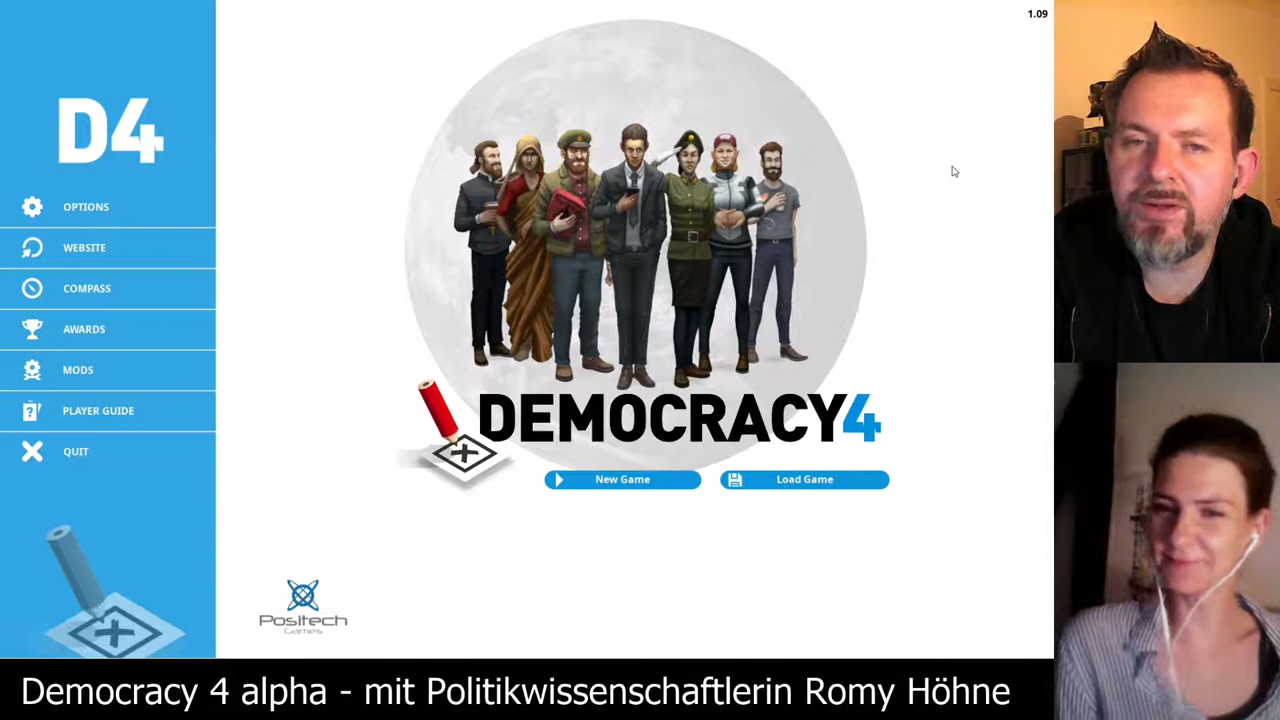 1.09
D4
OPTIONS
WEBSITE
COMPASS
AWARDS
MODS
PLAYER GUIDE
QUIT
DEMOCRACY4
New Game
Load Game
Positech
Games
Democracy 4 alpha - mit Politikwissenschaftlerin Romy Höhne